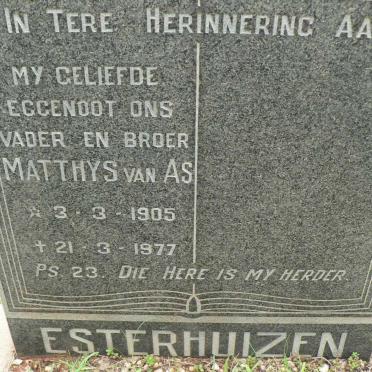 IN TERE HERINNERING AA
MY GELIEFDE
EGGENOOT ONS
VADER EN BROER
MATTHYS VAN AS
☆ 3 - 3 - 1905
✝ 21 - 3 - 1977
PS 23. DIE HERE IS MY HERDER.
ESTERHUIZEN